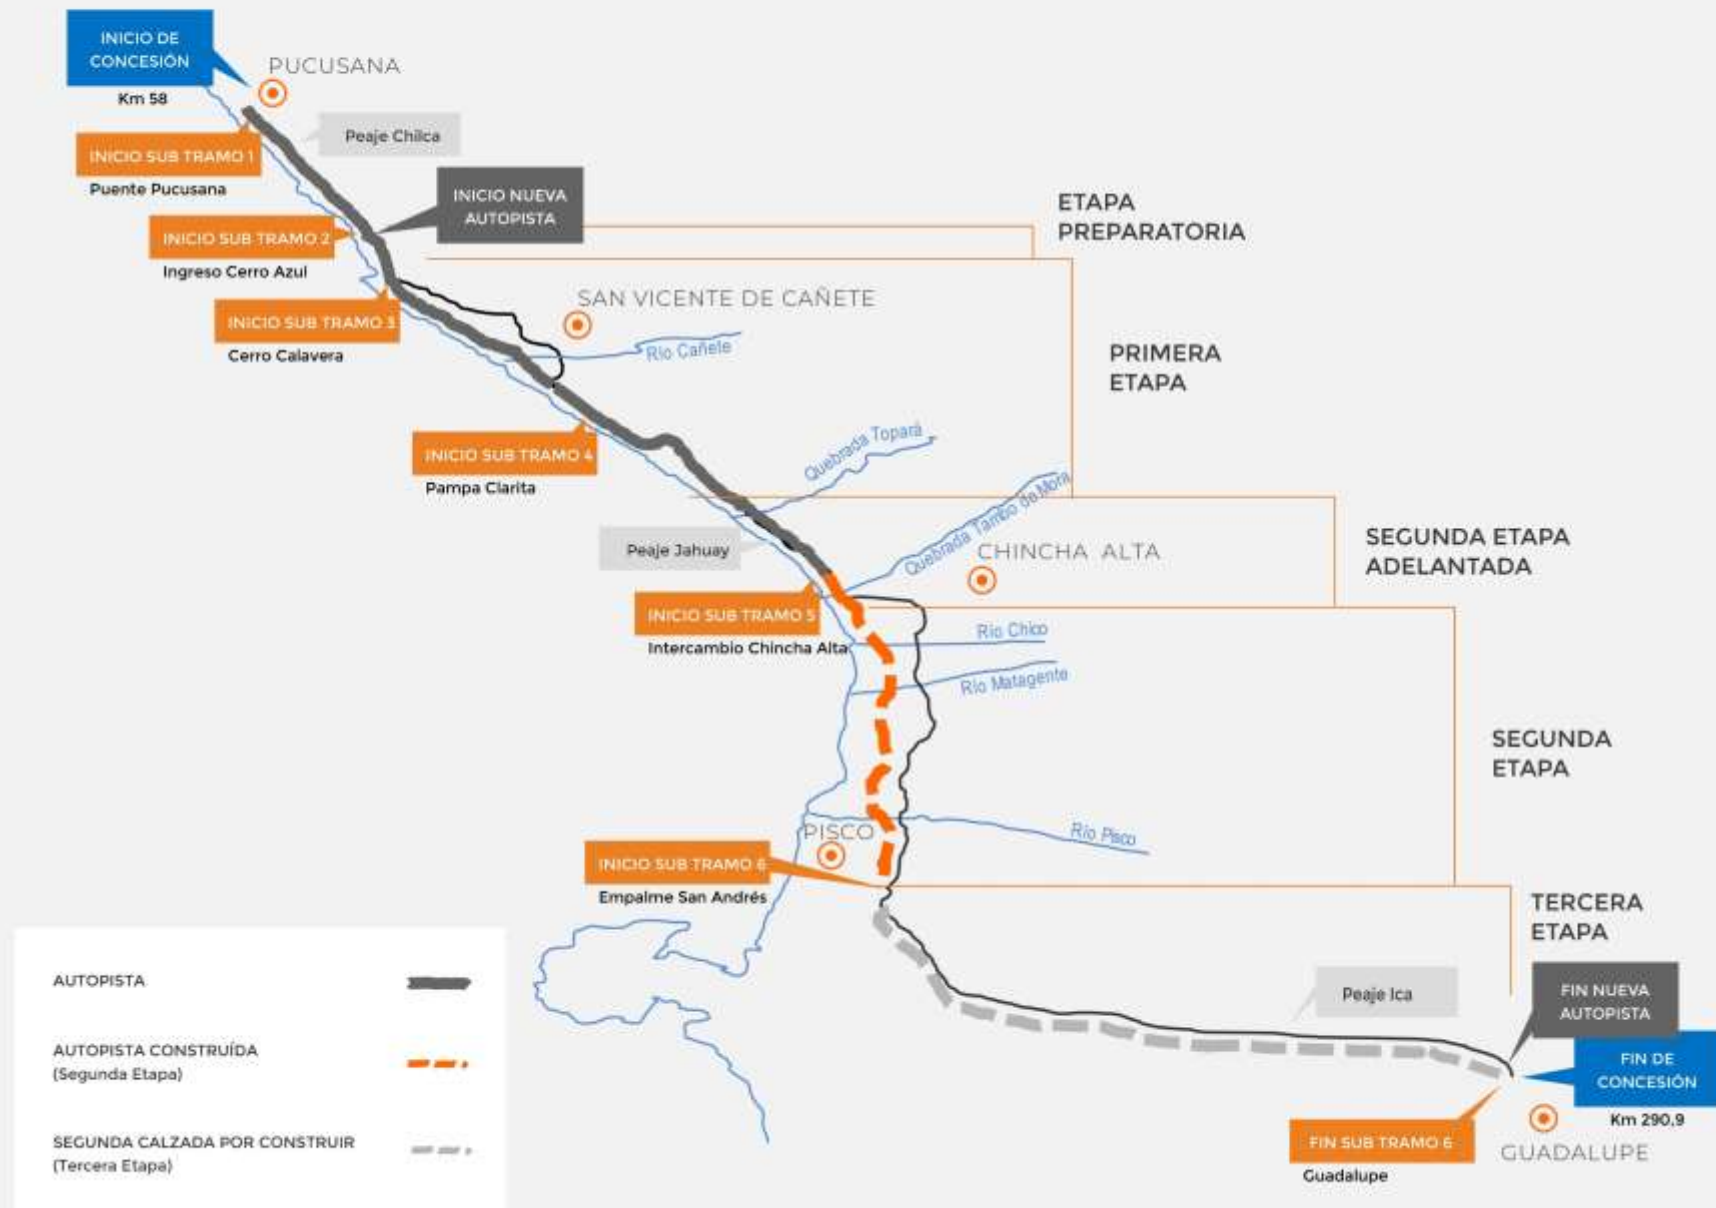 INICIO DE
CONCESIÓN
Km 58
PUCUSANA
Peaje Chilca
INICIO SUB TRAMO 1
Puente Pucusana
INICIO NUEVA
AUTOPISTA
ETAPA
PREPARATORIA
INICIO SUB TRAMO 2
Ingreso Cerro Azul
SAN VICENTE DE CAÑETE
INICIO SUB TRAMO 3
Cerro Calavera
Río Cañete
PRIMERA
ETAPA
INICIO SUB TRAMO 4
Pampa Clarita
Quebrada Topará
Quebrada Tambo de Mora
Peaje Jahuay
CHINCHA ALTA
SEGUNDA ETAPA
ADELANTADA
INICIO SUB TRAMO 5
Intercambio Chincha Alta
Río Chico
Río Matagente
SEGUNDA
ETAPA
PISCO
Río Pisco
INICIO SUB TRAMO 6
Empalme San Andrés
TERCERA
ETAPA
Peaje Ica
FIN NUEVA
AUTOPISTA
FIN DE
CONCESIÓN
Km 290,9
FIN SUB TRAMO 6
Guadalupe
GUADALUPE
AUTOPISTA
AUTOPISTA CONSTRUÍDA
(Segunda Etapa)
SEGUNDA CALZADA POR CONSTRUIR
(Tercera Etapa)